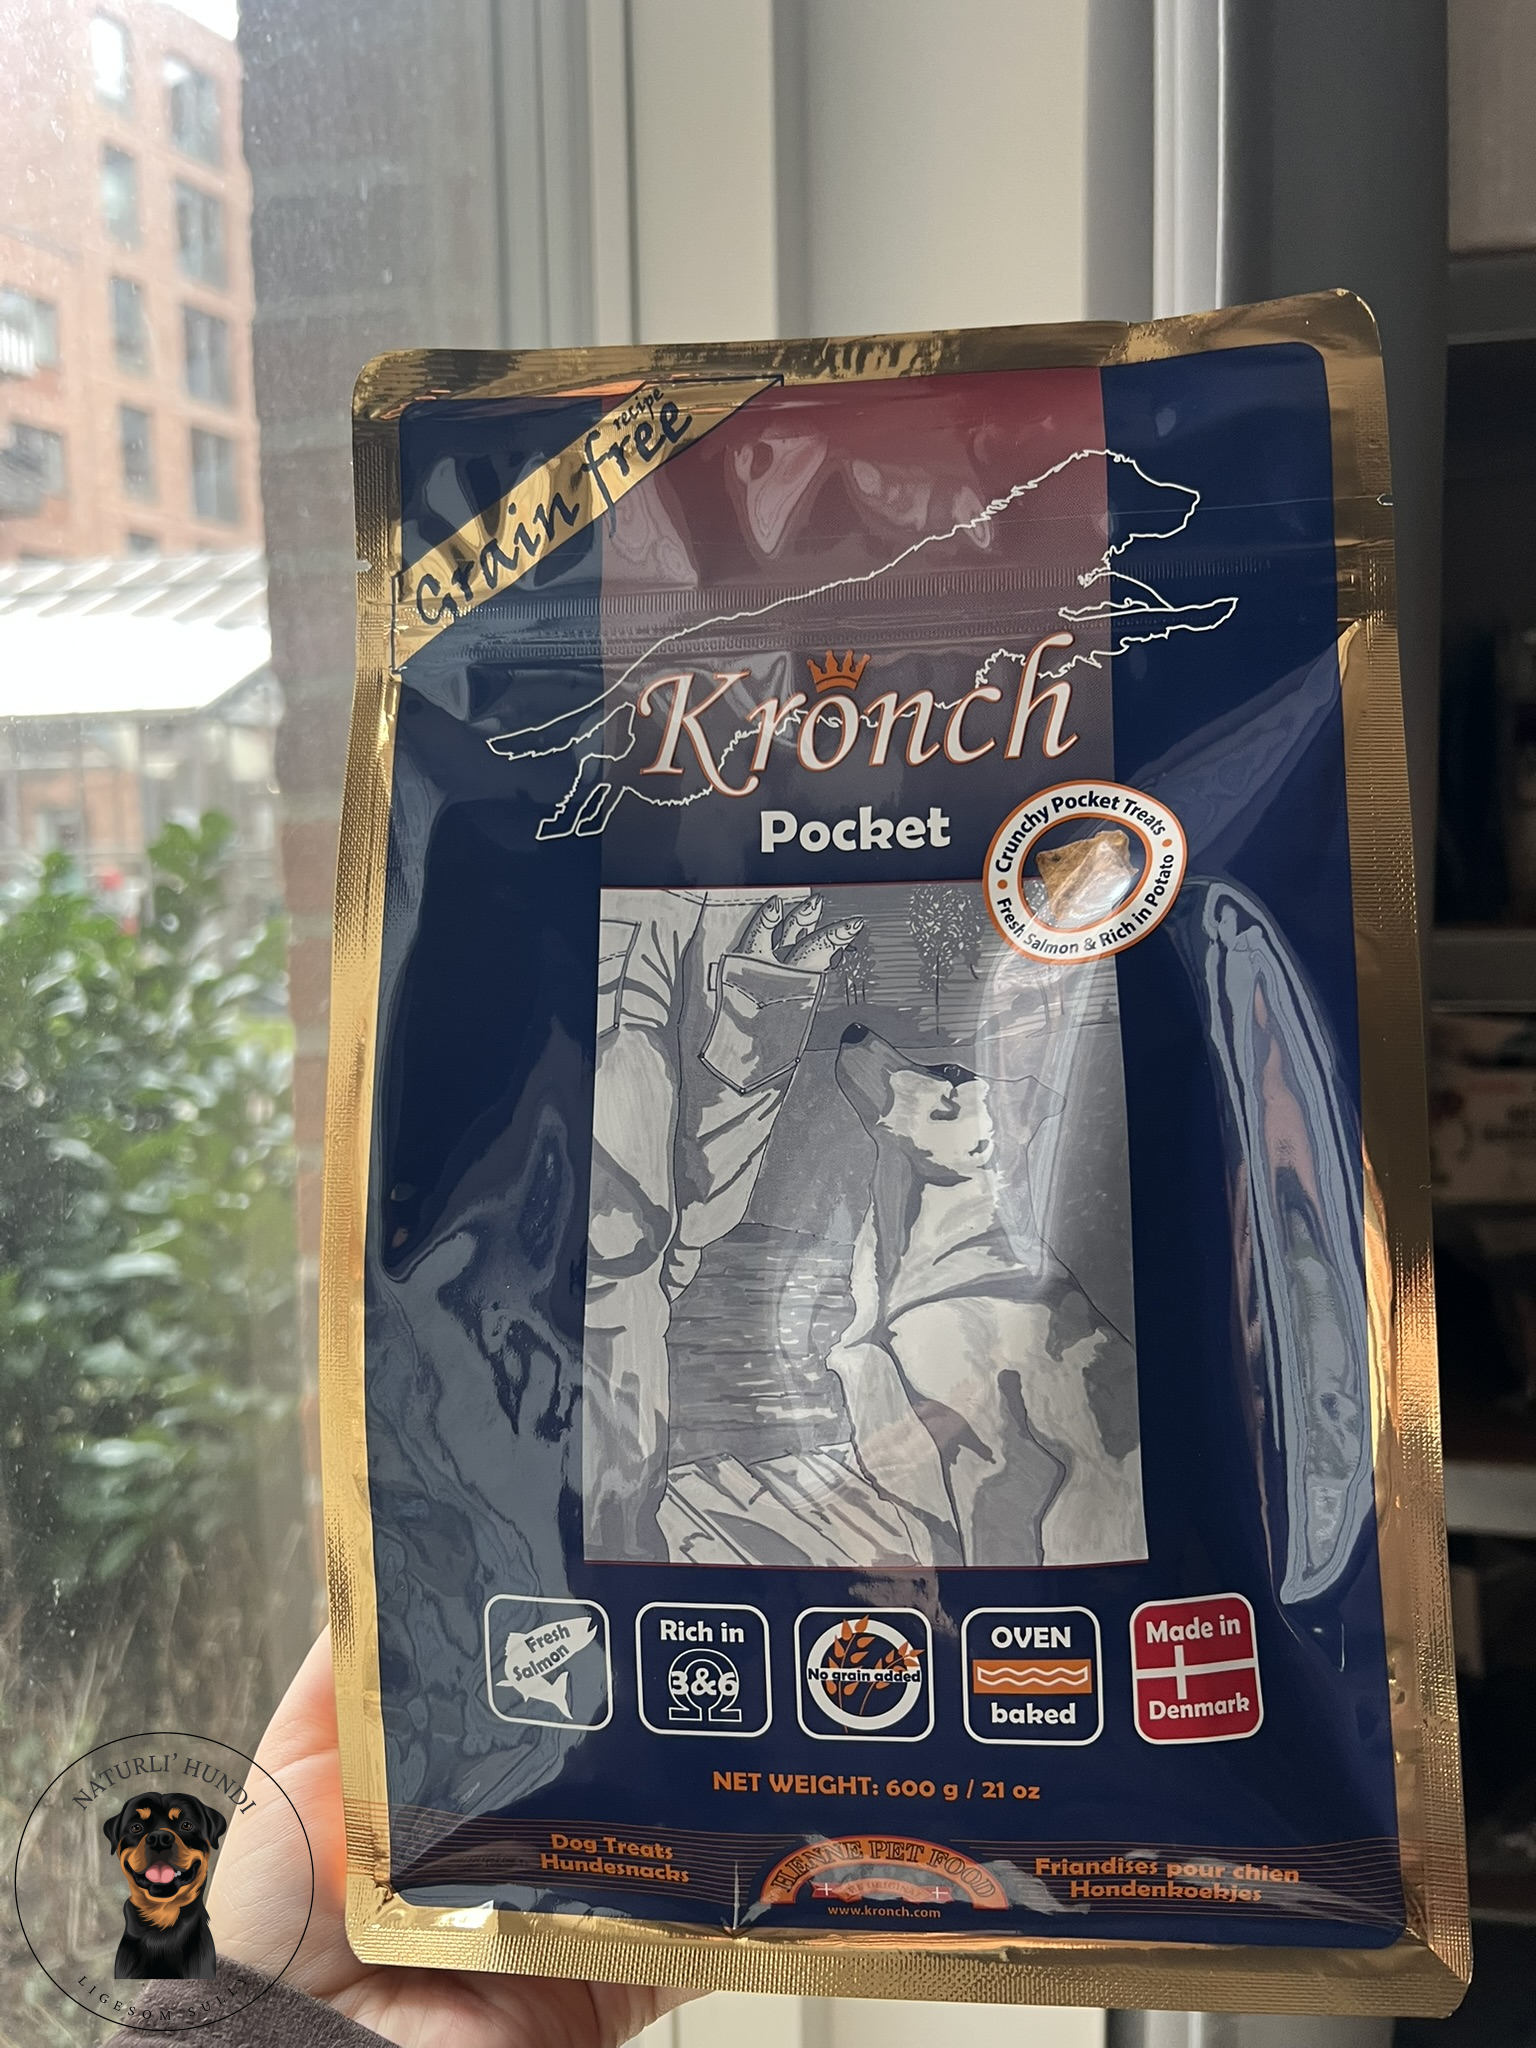 Grain free
recipe
Kronch
Pocket
Crunchy Pocket Treats
Fresh Salmon & Rich in Potato
Fresh
Salmon
Rich in
3&6
No grain added
OVEN
baked
Made in
Denmark
NET WEIGHT: 600 g / 21 oz
Dog Treats
Hundesnacks
HENNE PET FOOD
Friandises pour chien
Hondenkoekjes
www.kronch.com
NATURLI' HUNDI
LIGESOM